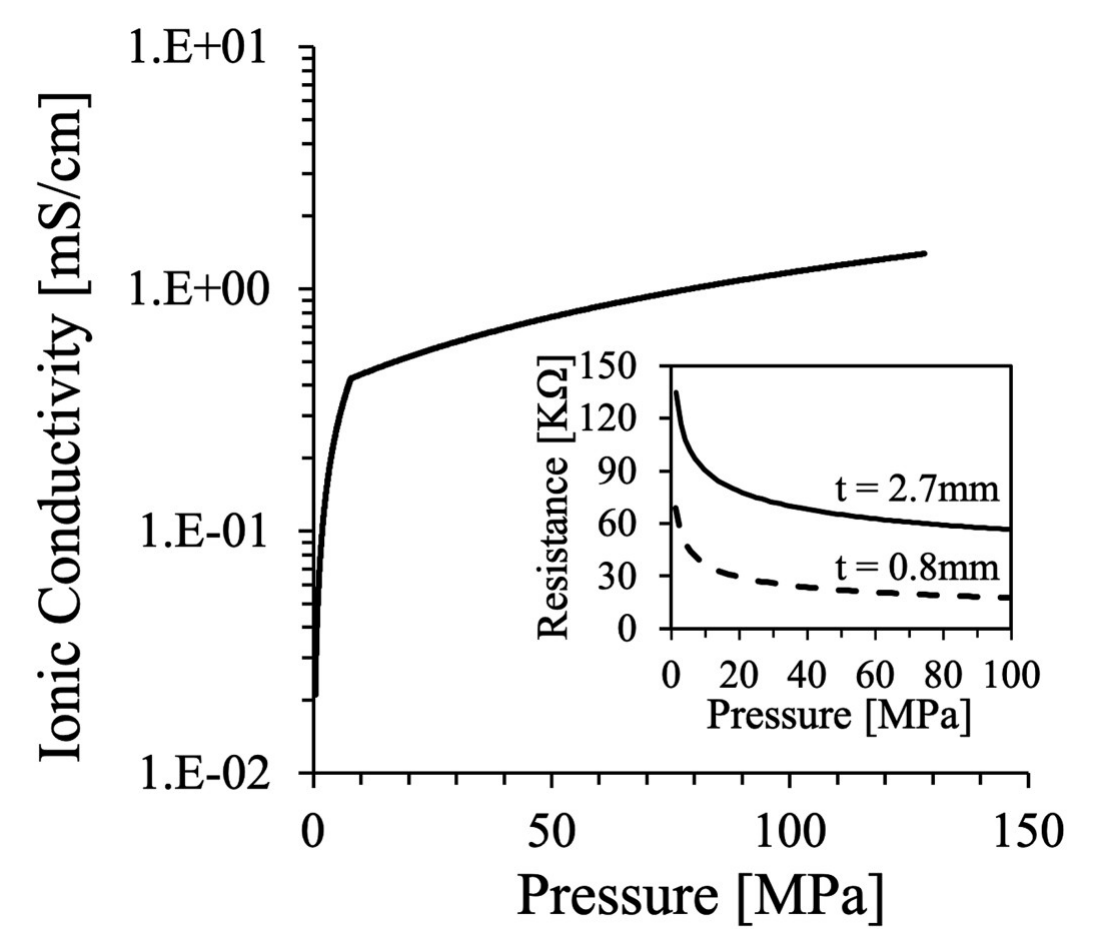 Ionic Conductivity [mS/cm]
1.E+01
1.E+00
1.E-01
1.E-02
0 50 100 150
Pressure [MPa]
Resistance [KΩ]
150
120
90
60
30
0
t = 2.7mm
t = 0.8mm
0 20 40 60 80 100
Pressure [MPa]